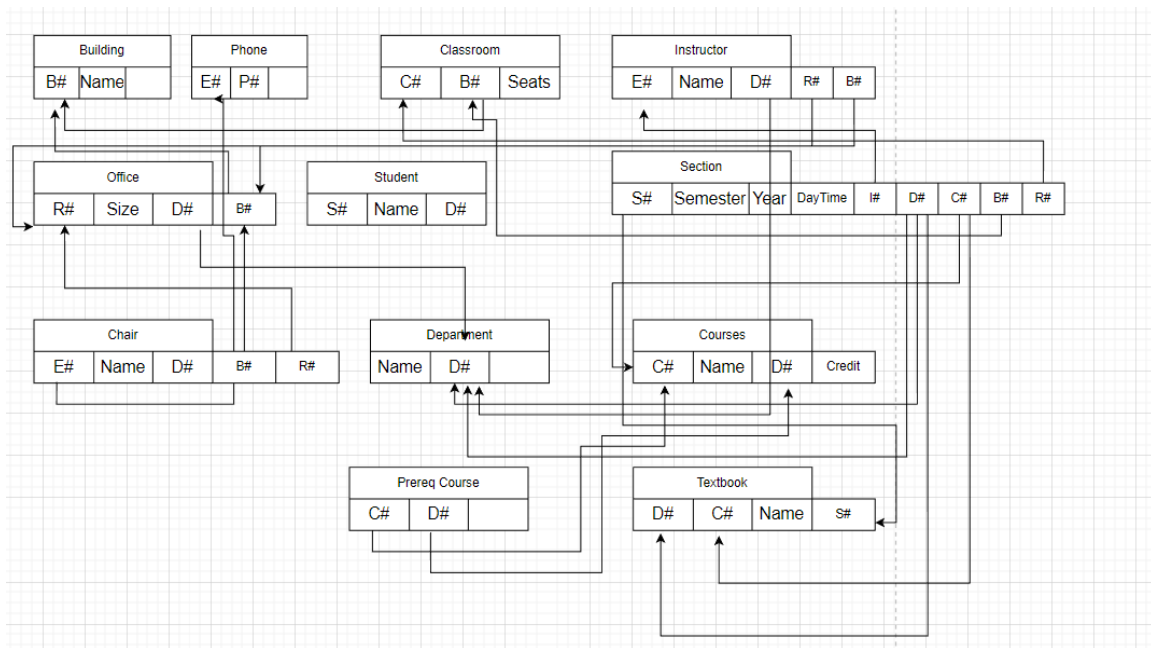 Building
B# Name
Phone
E# P#
Classroom
C# B# Seats
Instructor
E# Name D# R# B#
Office
R# Size D# B#
Student
S# Name D#
Section
S# Semester Year DayTime I# D# C# B# R#
Chair
E# Name D# B# R#
Department
Name D#
Courses
C# Name D# Credit
Prereq Course
C# D#
Textbook
D# C# Name S#